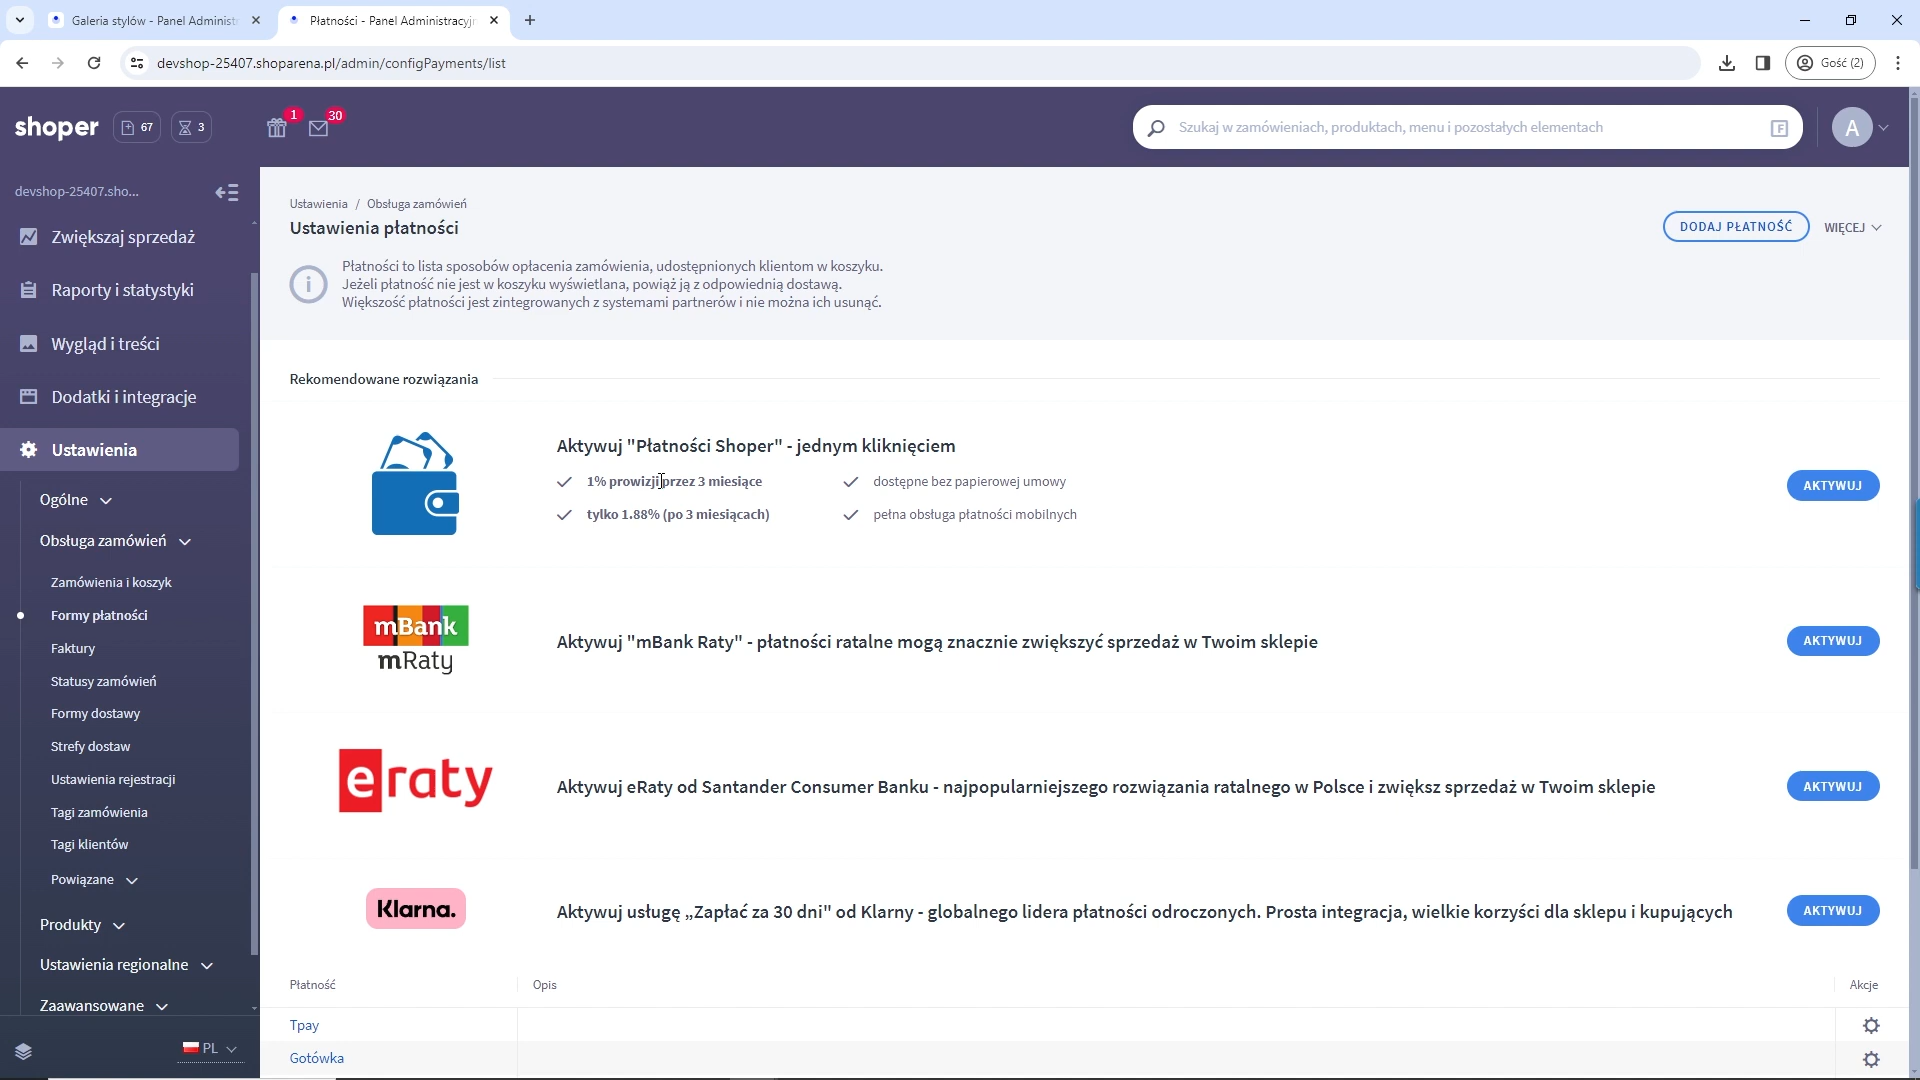 Galeria stylów - Panel Administr
Płatności - Panel Administracyjn
devshop-25407.shoparena.pl/admin/configPayments/list
Gość (2)
shoper
67
3
1
30
Szukaj w zamówieniach, produktach, menu i pozostałych elementach
F
A
devshop-25407.sho...
Zwiększaj sprzedaż
Raporty i statystyki
Wygląd i treści
Dodatki i integracje
Ustawienia
Ogólne
Obsługa zamówień
Zamówienia i koszyk
Formy płatności
Faktury
Statusy zamówień
Formy dostawy
Strefy dostaw
Ustawienia rejestracji
Tagi zamówienia
Tagi klientów
Powiązane
Produkty
Ustawienia regionalne
Zaawansowane
PL
Ustawienia / Obsługa zamówień
Ustawienia płatności
DODAJ PŁATNOŚĆ
WIĘCEJ
Płatności to lista sposobów opłacenia zamówienia, udostępnionych klientom w koszyku.
Jeżeli płatność nie jest w koszyku wyświetlana, powiąż ją z odpowiednią dostawą.
Większość płatności jest zintegrowanych z systemami partnerów i nie można ich usunąć.
Rekomendowane rozwiązania
Aktywuj "Płatności Shoper" - jednym kliknięciem
1% prowizji przez 3 miesiące
dostępne bez papierowej umowy
tylko 1.88% (po 3 miesiącach)
pełna obsługa płatności mobilnych
AKTYWUJ
mBank
mRaty
Aktywuj "mBank Raty" - płatności ratalne mogą znacznie zwiększyć sprzedaż w Twoim sklepie
AKTYWUJ
eraty
Aktywuj eRaty od Santander Consumer Banku - najpopularniejszego rozwiązania ratalnego w Polsce i zwiększ sprzedaż w Twoim sklepie
AKTYWUJ
Klarna.
Aktywuj usługę „Zapłać za 30 dni" od Klarny - globalnego lidera płatności odroczonych. Prosta integracja, wielkie korzyści dla sklepu i kupujących
AKTYWUJ
Płatność
Opis
Akcje
Tpay
Gotówka